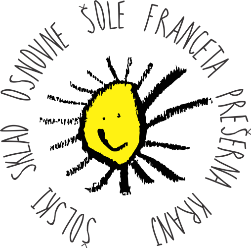 ŠOLSKI SKLAD OSNOVNE ŠOLE FRANCETA PREŠERNA KRANJ